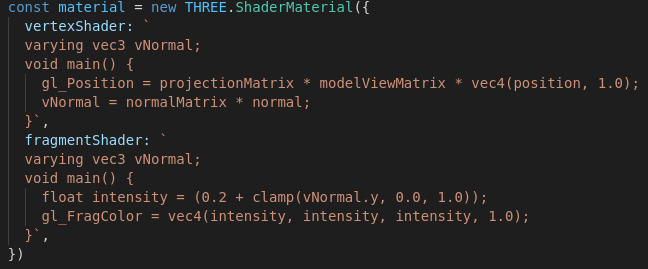 const material = new THREE.ShaderMaterial({
  vertexShader: `
  varying vec3 vNormal;
  void main() {
    gl_Position = projectionMatrix * modelViewMatrix * vec4(position, 1.0);
    vNormal = normalMatrix * normal;
  }`,
  fragmentShader: `
  varying vec3 vNormal;
  void main() {
    float intensity = (0.2 + clamp(vNormal.y, 0.0, 1.0));
    gl_FragColor = vec4(intensity, intensity, intensity, 1.0);
  }`,
})